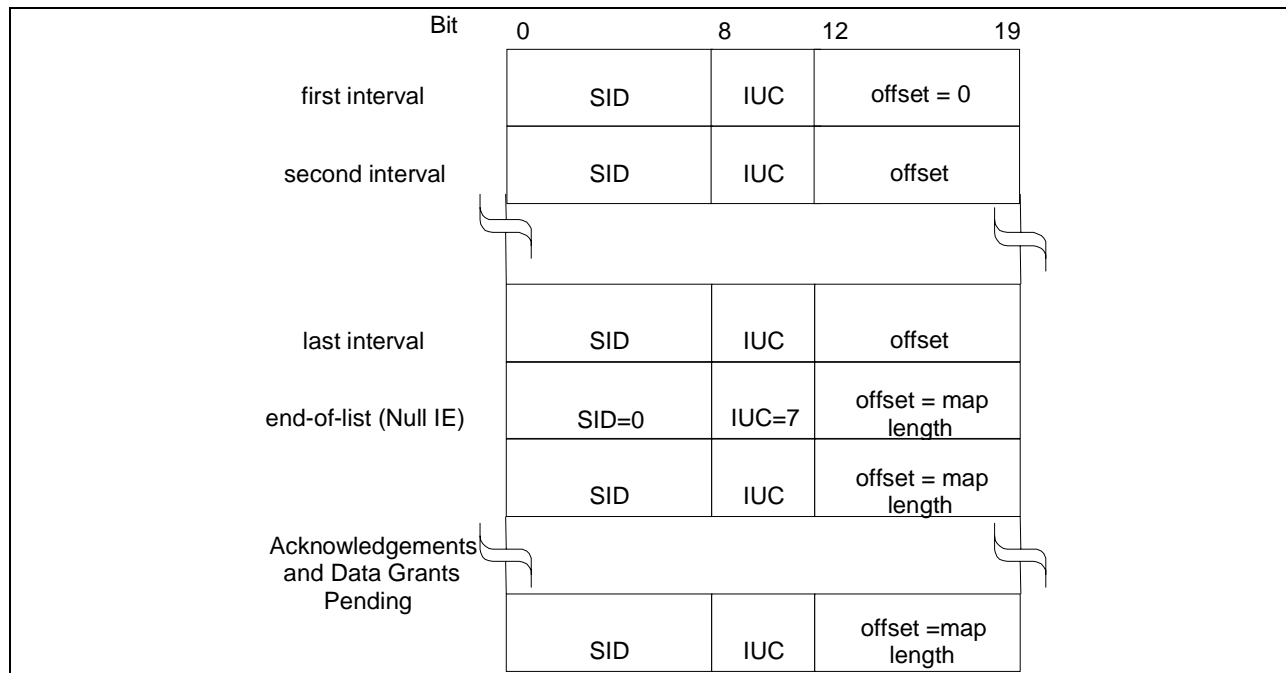 Bit 0 8 12 19
first interval SID IUC offset = 0
second interval SID IUC offset
last interval SID IUC offset
end-of-list (Null IE) SID=0 IUC=7 offset = map
length
SID IUC offset = map
length
Acknowledgements
and Data Grants
Pending
SID IUC offset =map
length